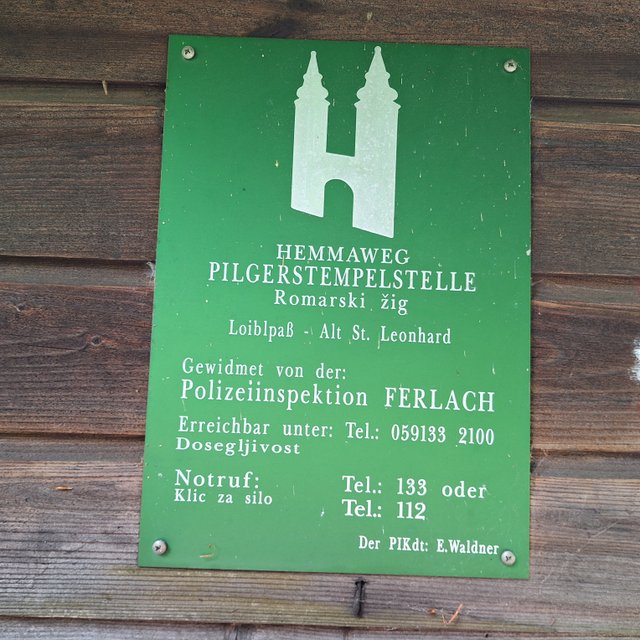 HEMMAWEG
PILGERSTEMPELSTELLE
Romarski žig
Loiblpaß - Alt St. Leonhard
Gewidmet von der:
Polizeiinspektion FERLACH
Erreichbar unter: Tel.: 059133 2100
Dosegljivost
Notruf: Tel.: 133 oder
Klic za silo Tel.: 112
Der PIKdt: E.Waldner